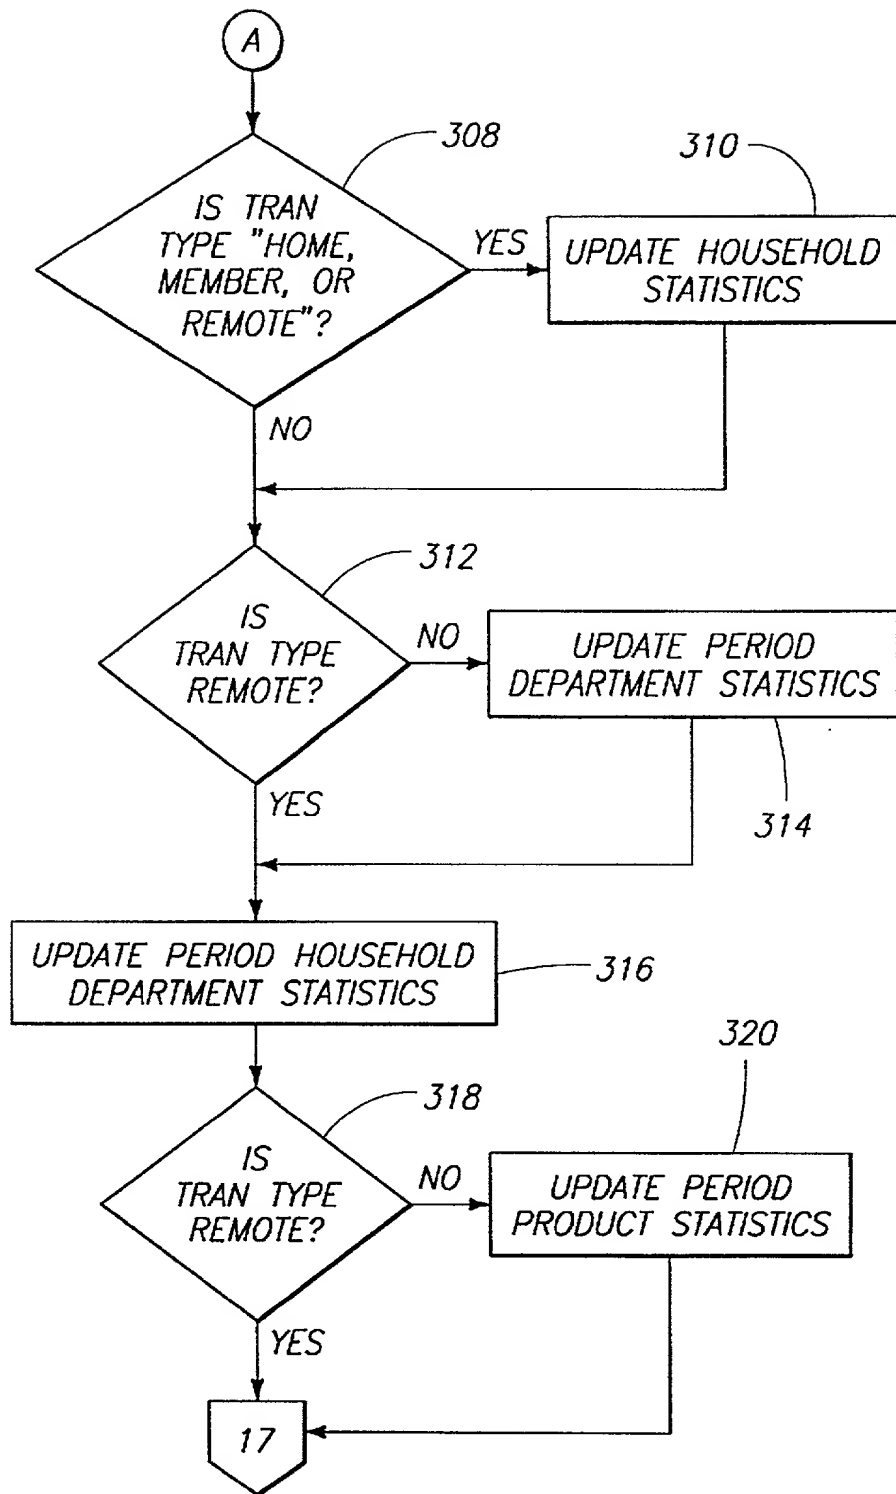 A
308
IS TRAN
TYPE "HOME,
MEMBER, OR
REMOTE"?
YES
310
UPDATE HOUSEHOLD
STATISTICS
NO
312
IS
TRAN TYPE
REMOTE?
NO
UPDATE PERIOD
DEPARTMENT STATISTICS
314
YES
UPDATE PERIOD HOUSEHOLD
DEPARTMENT STATISTICS
316
318
IS
TRAN TYPE
REMOTE?
NO
320
UPDATE PERIOD
PRODUCT STATISTICS
YES
17